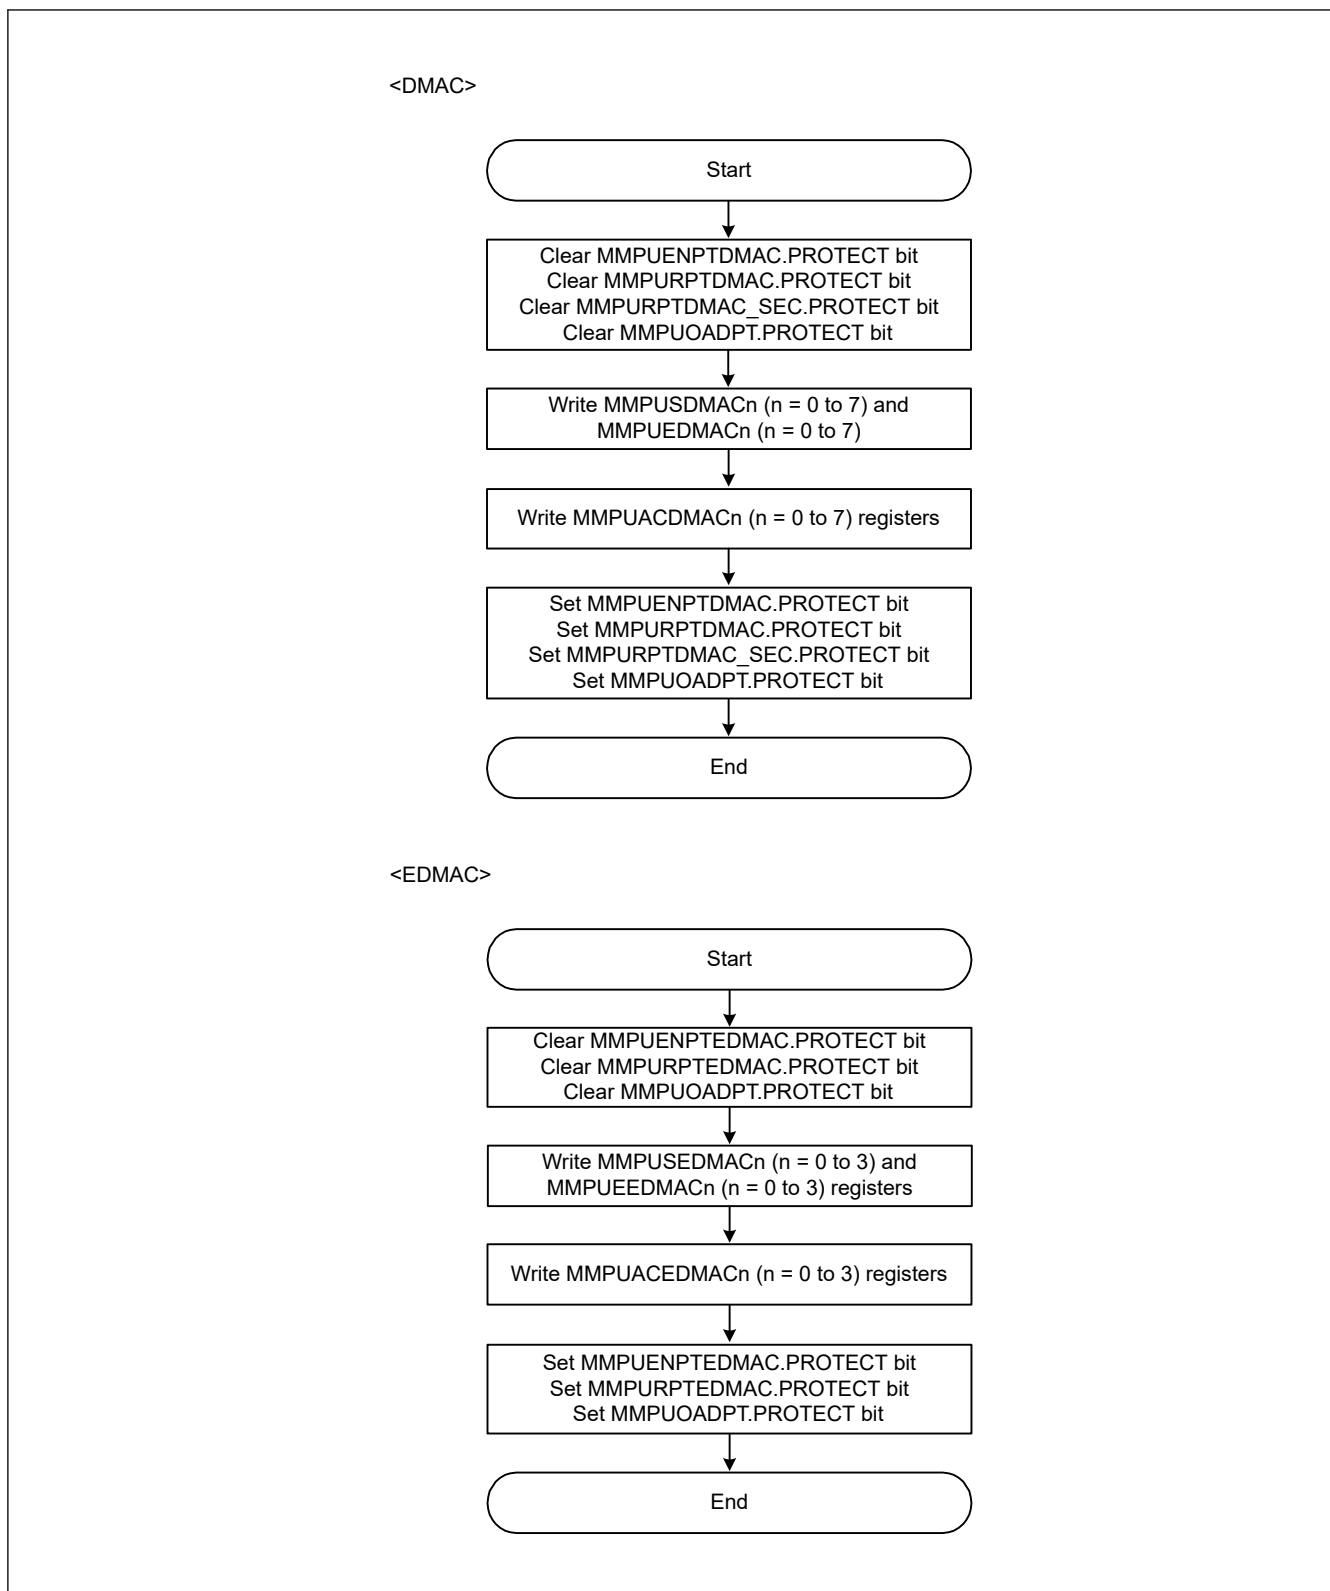 <DMAC>
Start
Clear MMPUENPTDMAC.PROTECT bit
Clear MMPURPTDMAC.PROTECT bit
Clear MMPURPTDMAC_SEC.PROTECT bit
Clear MMPUOADPT.PROTECT bit
Write MMPUSDMACn (n = 0 to 7) and
MMPUEDMACn (n = 0 to 7)
Write MMPUACDMACn (n = 0 to 7) registers
Set MMPUENPTDMAC.PROTECT bit
Set MMPURPTDMAC.PROTECT bit
Set MMPURPTDMAC_SEC.PROTECT bit
Set MMPUOADPT.PROTECT bit
End
<EDMAC>
Start
Clear MMPUENPTEDMAC.PROTECT bit
Clear MMPURPTEDMAC.PROTECT bit
Clear MMPUOADPT.PROTECT bit
Write MMPUSEDMACn (n = 0 to 3) and
MMPUEEDMACn (n = 0 to 3) registers
Write MMPUACEDMACn (n = 0 to 3) registers
Set MMPUENPTEDMAC.PROTECT bit
Set MMPURPTEDMAC.PROTECT bit
Set MMPUOADPT.PROTECT bit
End